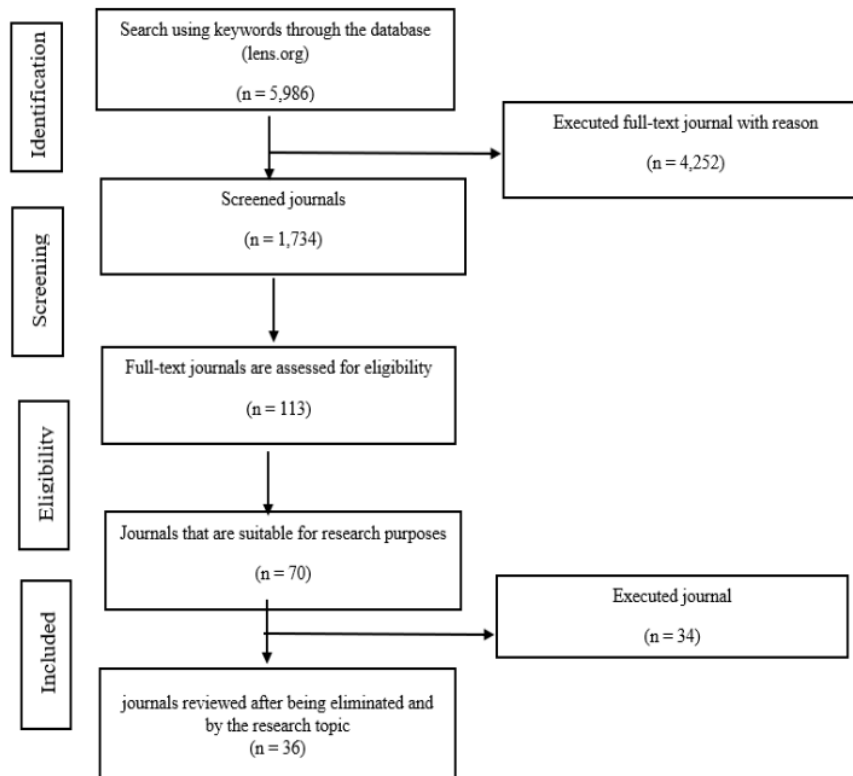 Identification
Search using keywords through the database
(lens.org)
(n = 5,986)
Executed full-text journal with reason
(n = 4,252)
Screening
Screened journals
(n = 1,734)
Full-text journals are assessed for eligibility
(n = 113)
Eligibility
Journals that are suitable for research purposes
(n = 70)
Executed journal
(n = 34)
Included
journals reviewed after being eliminated and
by the research topic
(n = 36)